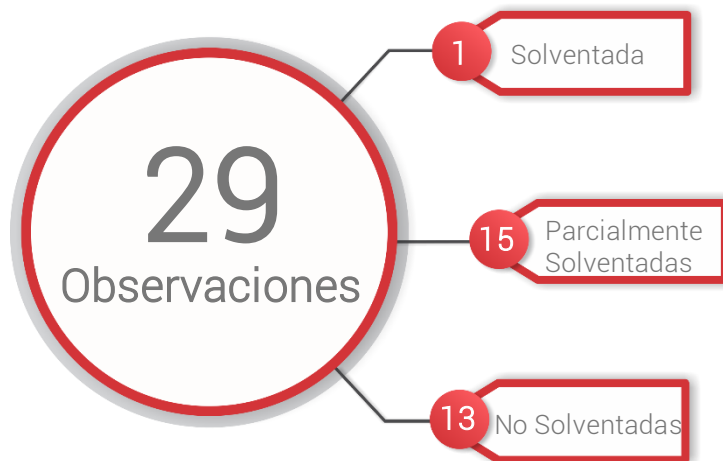 29
Observaciones
1
Solventada
15
Parcialmente
Solventadas
13
No Solventadas